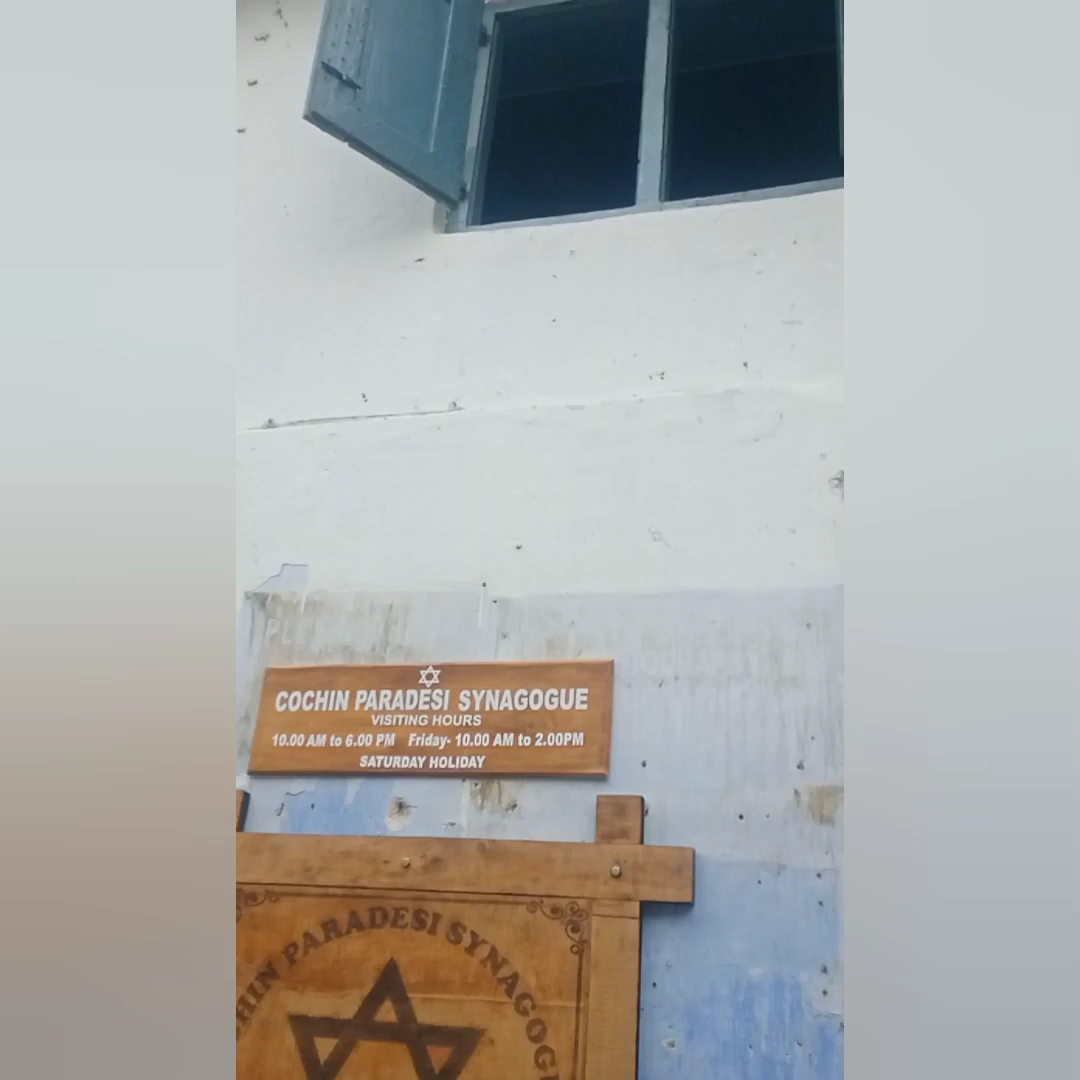 COCHIN PARADESI SYNAGOGUE
VISITING HOURS
10.00 AM to 6.00 PM Friday- 10.00 AM to 2.00PM
SATURDAY HOLIDAY
HIN PARADESI SYNAGOG